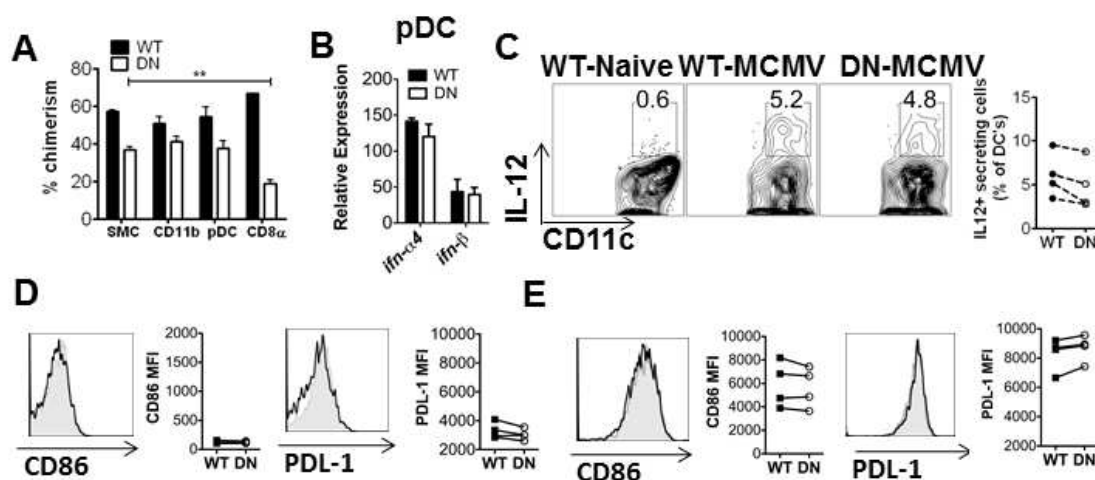 A
WT
DN
**
% chimerism
80
60
40
20
0
SMC CD11b pDC CD8α
B
pDC
WT
DN
Relative Expression
200
150
100
50
0
ifn-α4 ifn-β
C
WT-Naive WT-MCMV DN-MCMV
0.6 5.2 4.8
IL-12
CD11c
IL12+ secreting cells
(% of DC's)
15
10
5
0
WT DN
D
CD86
CD86 MFI
2000
1500
1000
500
0
WT DN
PDL-1
PDL-1 MFI
10000
8000
6000
4000
2000
WT DN
E
CD86
CD86 MFI
10000
8000
6000
4000
2000
0
WT DN
PDL-1
PDL-1 MFI
10000
8000
6000
4000
2000
WT DN